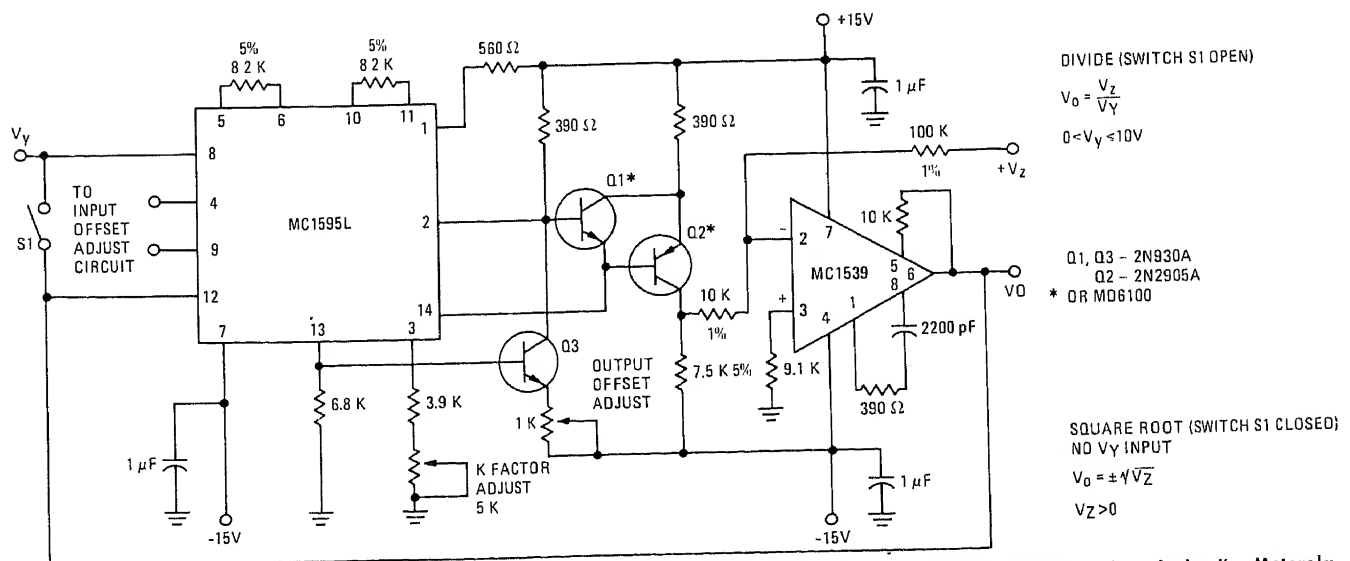 +15V
5%
8 2 K
5%
8 2 K
560 Ω
1 µF
DIVIDE (SWITCH S1 OPEN)
V0 = VZ
VY
0 < Vy ≤ 10V
5
6
10
11
1
390 Ω
390 Ω
100 K
1%
+Vz
Vy
8
TO
INPUT
OFFSET
ADJUST
CIRCUIT
S1
4
9
12
MC1595L
2
14
7
13
3
Q1*
Q2*
Q3
10 K
1%
−
2
+
3
7
MC1539
5
6
8
1
4
10 K
V0
Q1, Q3 – 2N930A
Q2 – 2N2905A
* OR MD6100
2200 pF
390 Ω
9.1 K
7.5 K 5%
OUTPUT
OFFSET
ADJUST
6.8 K
3.9 K
1 K
1 µF
-15V
K FACTOR
ADJUST
5 K
1 µF
-15V
SQUARE ROOT (SWITCH S1 CLOSED)
NO VY INPUT
V0 = ±√VZ
VZ>0